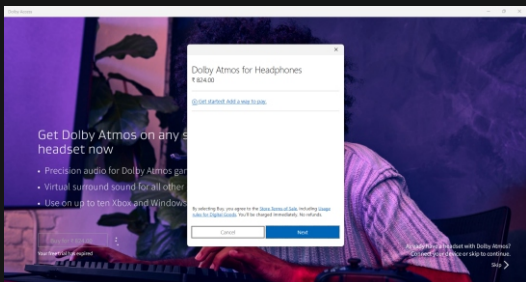 Dolby Access
Dolby Atmos for Headphones
₹ 824.00
Get started! Add a way to pay.
Get Dolby Atmos on any s
headset now
• Precision audio for Dolby Atmos gam
• Virtual surround sound for all other
• Use on up to ten Xbox and Windows
By selecting Buy, you agree to the Store Terms of Sale, including Usage
rules for Digital Goods. You'll be charged immediately. No refunds.
Cancel
Next
Your free trial has expired
Already have a headset with Dolby Atmos?
Connect your device or skip to continue.
Skip